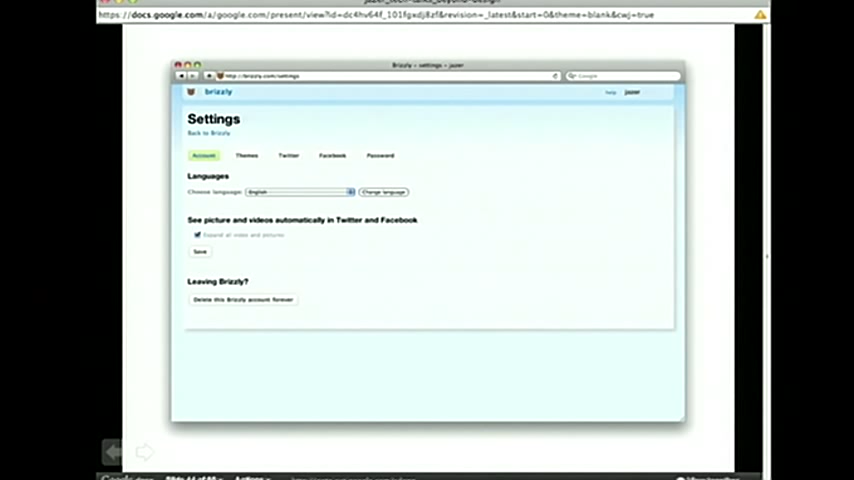 https://docs.google.com/a/google.com/present/view?id=dc4hv64f_101fgxdj8zf&revision=_latest&start=0&theme=blank&cwj=true
Brizzly - settings - jazer
http://brizzly.com/settings
Google
brizzly
help jazer
Settings
Back to Brizzly
Account Themes Twitter Facebook Password
Languages
Choose language: English Change language
See picture and videos automatically in Twitter and Facebook
Expand all video and pictures
Save
Leaving Brizzly?
Delete this Brizzly account forever